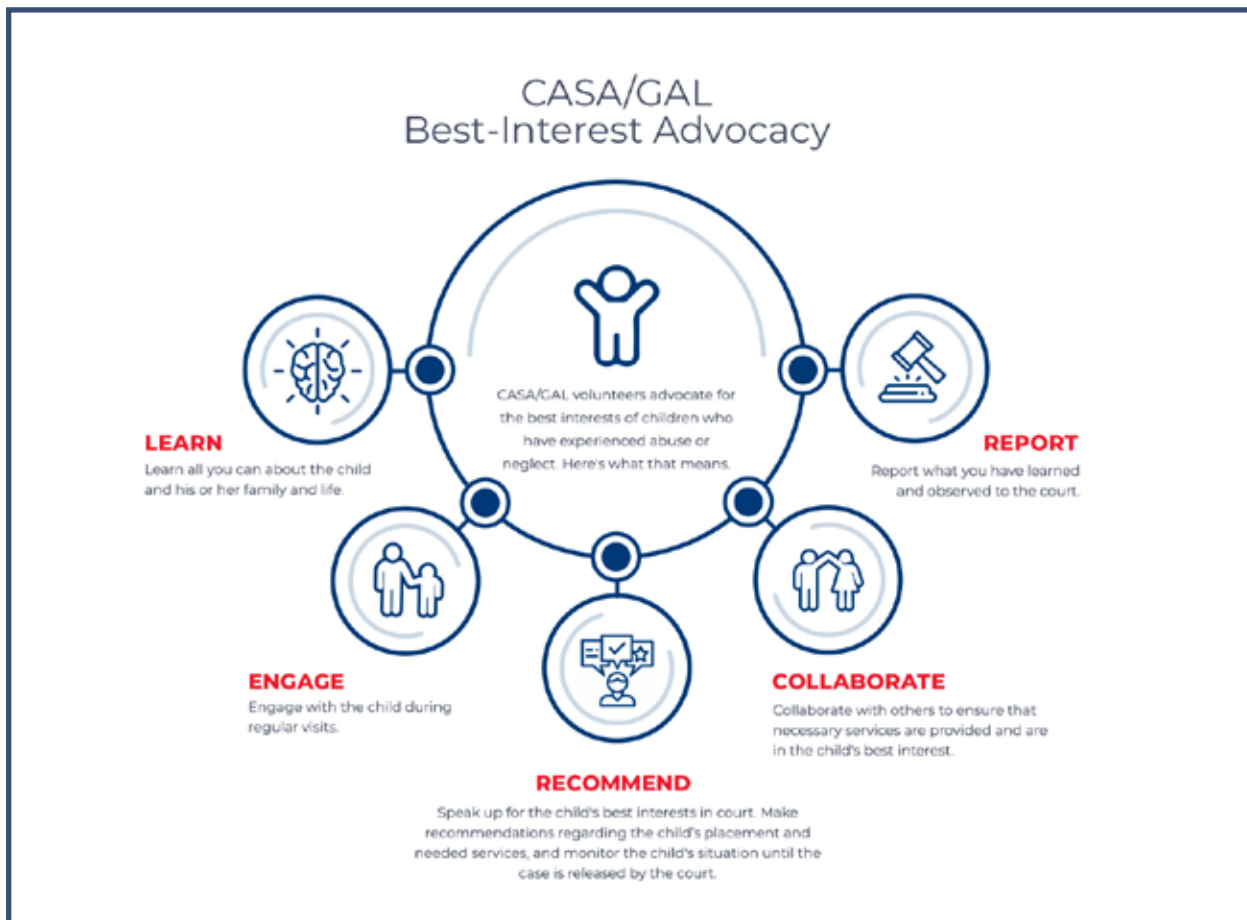 CASA/GAL
Best-Interest Advocacy
CASA/GAL volunteers advocate for
the best interests of children who
have experienced abuse or
neglect. Here's what that means.
LEARN
Learn all you can about the child
and his or her family and life.
ENGAGE
Engage with the child during
regular visits.
RECOMMEND
Speak up for the child's best interests in court. Make
recommendations regarding the child's placement and
needed services, and monitor the child's situation until the
case is released by the court.
COLLABORATE
Collaborate with others to ensure that
necessary services are provided and are
in the child's best interest.
REPORT
Report what you have learned
and observed to the court.